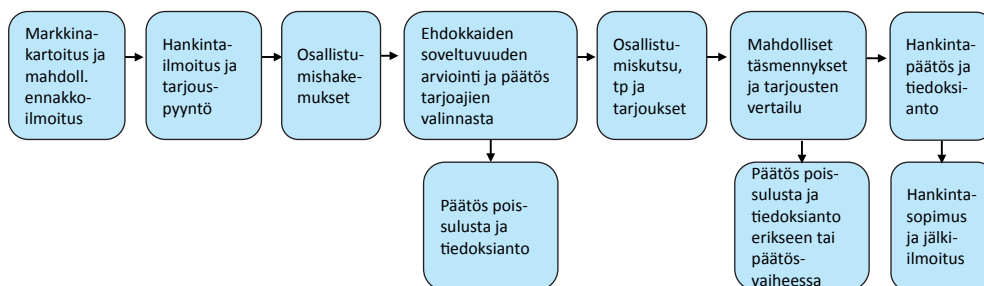 Markkina-
kartoitus ja
mahdoll.
ennakko-
ilmoitus
Hankinta-
ilmoitus ja
tarjous-
pyyntö
Osallistu-
mishake-
mukset
Ehdokkaiden
soveltuvuuden
arviointi ja päätös
tarjoajien
valinnasta
Osallistu-
miskutsu,
tp ja
tarjoukset
Mahdolliset
täsmennykset
ja tarjousten
vertailu
Hankinta-
päätös ja
tiedoksi-
anto
Päätös pois-
sulusta ja
tiedoksianto
Päätös pois-
sulusta ja
tiedoksianto
erikseen tai
päätös-
vaiheessa
Hankinta-
sopimus
ja jälki-
ilmoitus